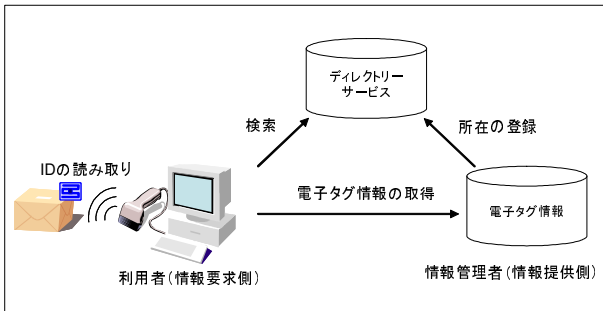 ディレクトリー
サービス
検索
所在の登録
IDの読み取り
電子タグ情報の取得
電子タグ情報
利用者(情報要求側)
情報管理者(情報提供側)